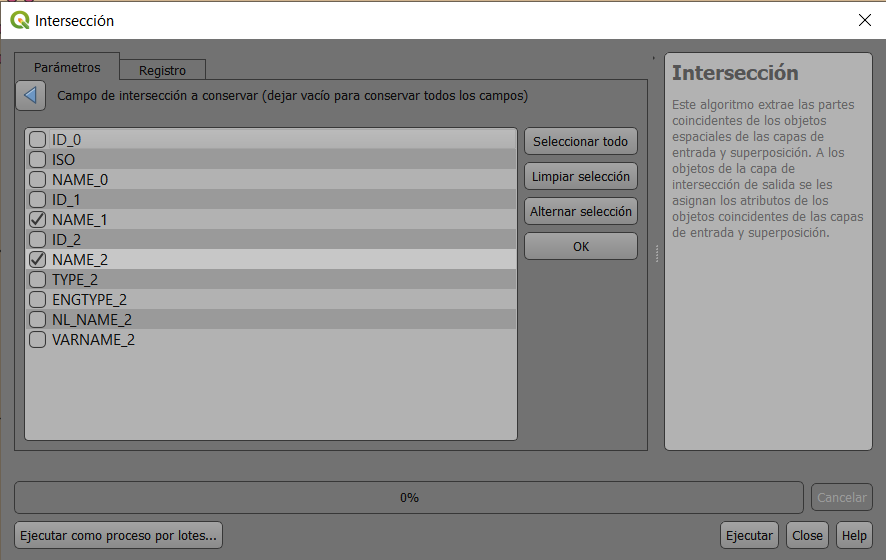 Intersección
Parámetros
Registro
Campo de intersección a conservar (dejar vacío para conservar todos los campos)
ID_0
ISO
NAME_0
ID_1
NAME_1
ID_2
NAME_2
TYPE_2
ENGTYPE_2
NL_NAME_2
VARNAME_2
Seleccionar todo
Limpiar selección
Alternar selección
OK
Intersección
Este algoritmo extrae las partes
coincidentes de los objetos
espaciales de las capas de
entrada y superposición. A los
objetos de la capa de
intersección de salida se les
asignan los atributos de los
objetos coincidentes de las capas
de entrada y superposición.
0%
Cancelar
Ejecutar como proceso por lotes...
Ejecutar
Close
Help